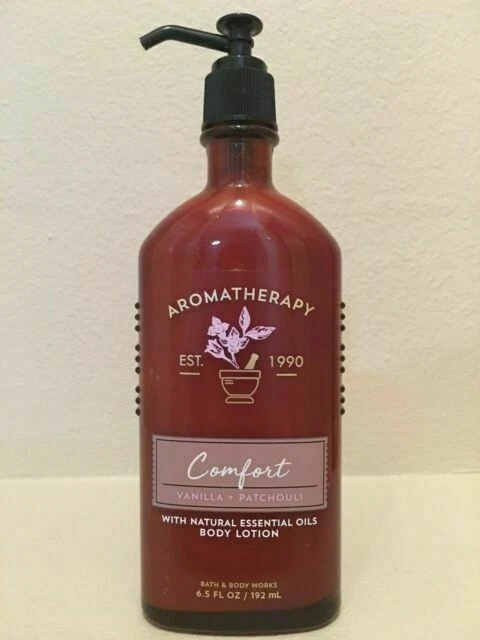 AROMATHERAPY
EST. 1990
Comfort
VANILLA + PATCHOULI
WITH NATURAL ESSENTIAL OILS
BODY LOTION
BATH & BODY WORKS
6.5 FL OZ / 192 mL